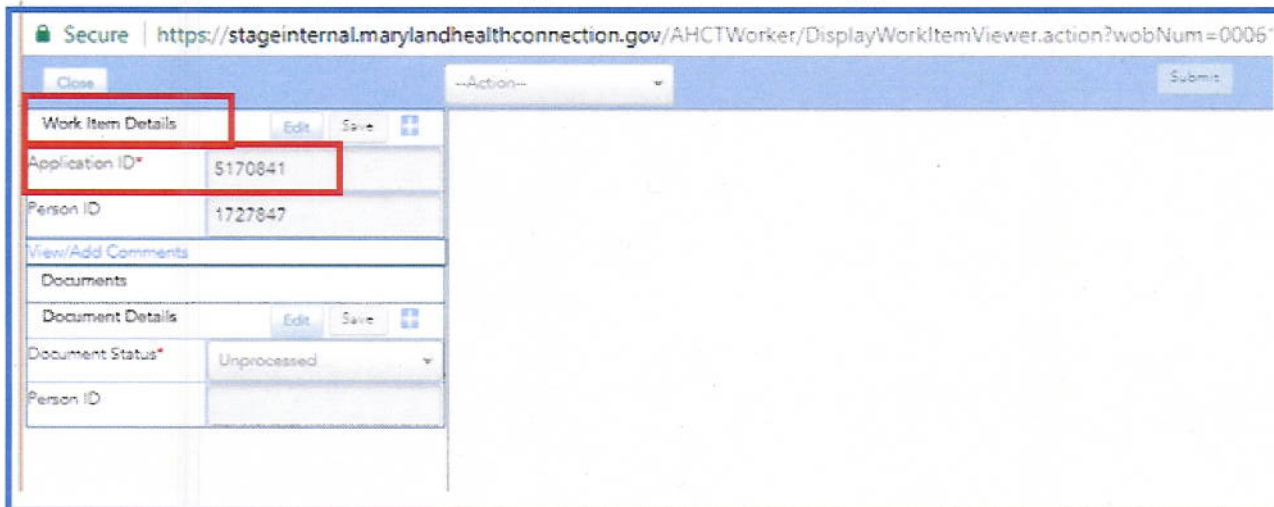 Secure | https://stageinternal.marylandhealthconnection.gov/AHCTWorker/DisplayWorkItemViewer.action?wobNum=0006
Close --Action-- Submit
Work Item Details Edit Save
Application ID* 5170841
Person ID 1727847
View/Add Comments
Documents
Document Details Edit Save
Document Status* Unprocessed
Person ID